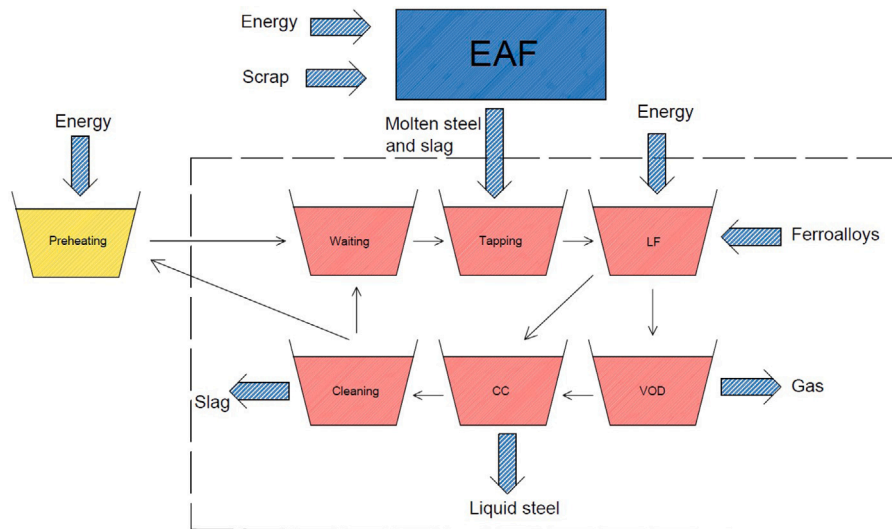 Energy
EAF
Scrap
Energy
Molten steel
and slag
Energy
Preheating
Waiting
Tapping
LF
Ferroalloys
Slag
Cleaning
CC
VOD
Gas
Liquid steel